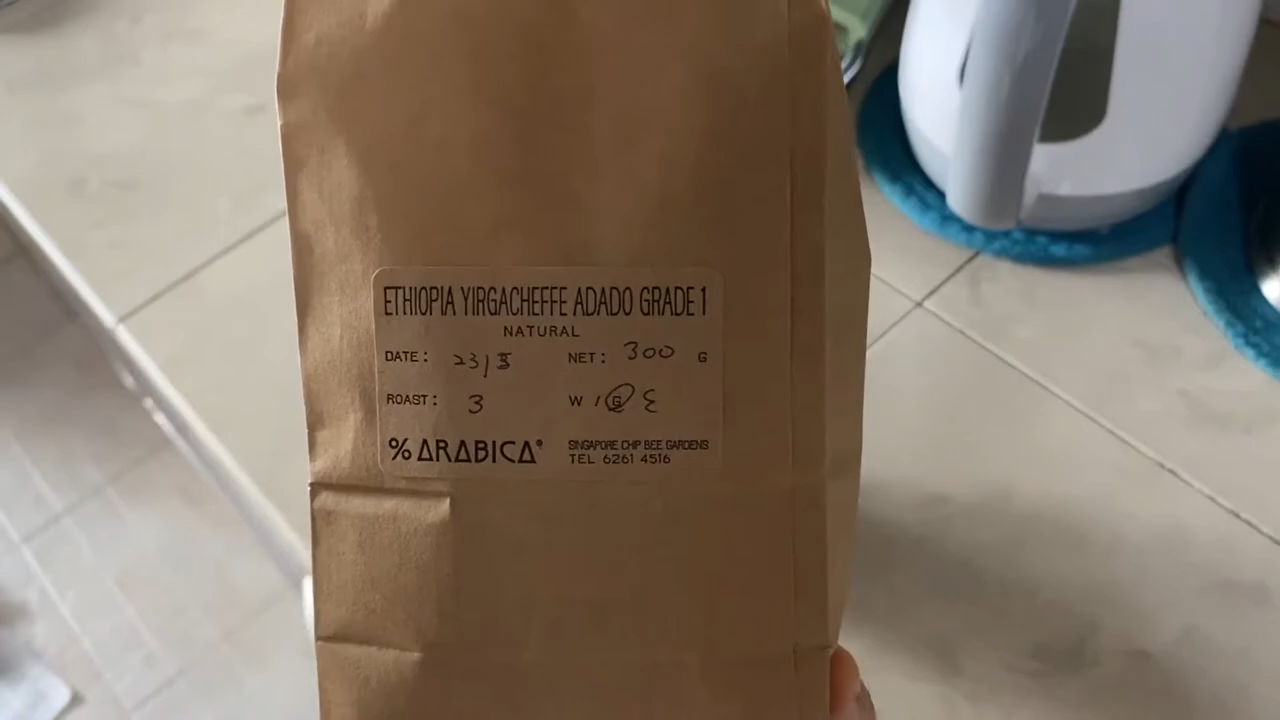 ETHIOPIA YIRGACHEFFE ADADO GRADE 1
NATURAL
DATE: 23/3 NET: 300 G
ROAST: 3 W / G
% ARABICA
SINGAPORE CHIP BEE GARDENS
TEL 6261 4516